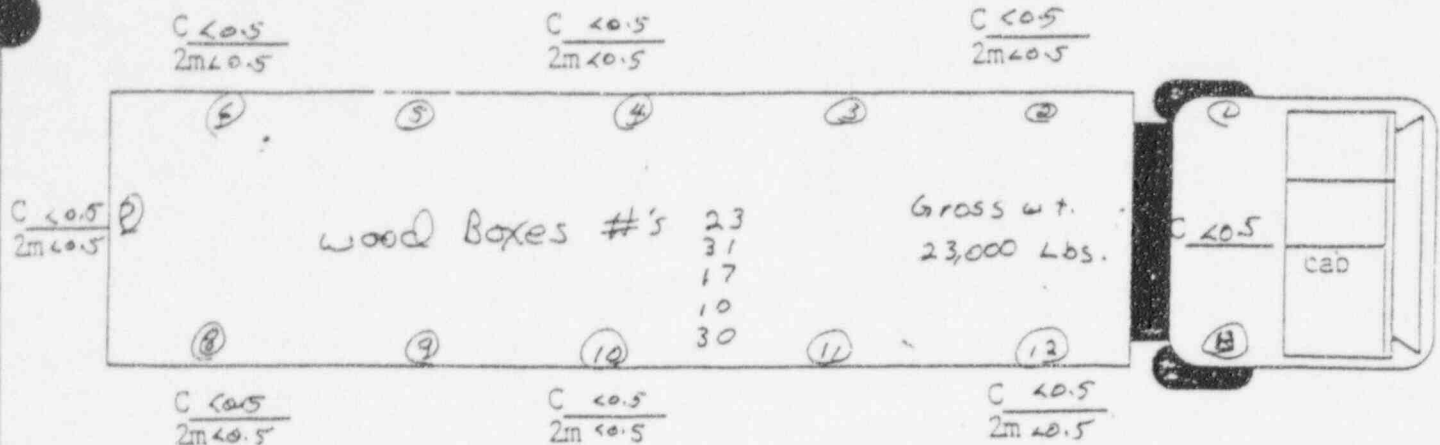 C <0.5 C <0.5 C <0.5
2m <0.5 2m <0.5 2m <0.5
6 5 4 3 2 1
C <0.5 7
2m <0.5
wood Boxes #'s 23
31
17
10
30
Gross wt.
23,000 Lbs.
C <0.5
cab
8 9 10 11 12
C <0.5 C <0.5 C <0.5
2m <0.5 2m <0.5 2m <0.5